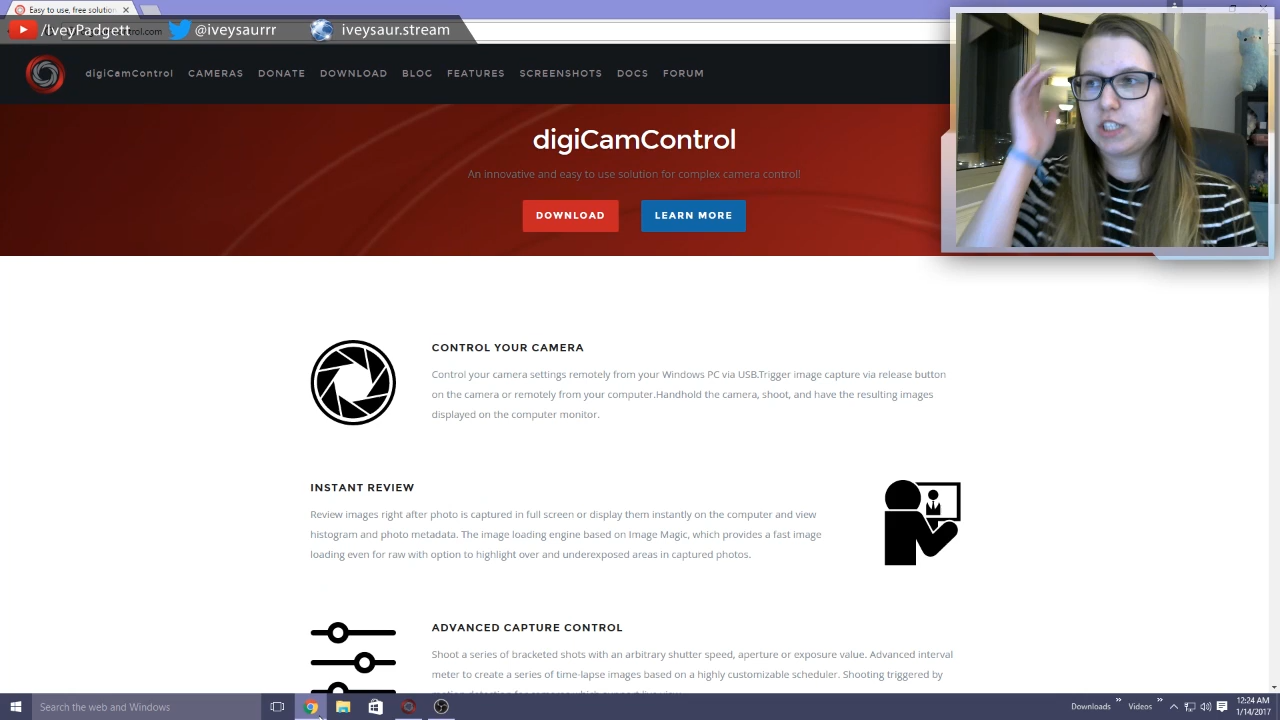 Easy to use, free solution
/IveyPadgett
@iveysaurrr
iveysaur.stream
digiCamControl
CAMERAS
DONATE
DOWNLOAD
BLOG
FEATURES
SCREENSHOTS
DOCS
FORUM
digiCamControl
An innovative and easy to use solution for complex camera control!
DOWNLOAD
LEARN MORE
CONTROL YOUR CAMERA
Control your camera settings remotely from your Windows PC via USB.Trigger image capture via release button
on the camera or remotely from your computer.Handhold the camera, shoot, and have the resulting images
displayed on the computer monitor.
INSTANT REVIEW
Review images right after photo is captured in full screen or display them instantly on the computer and view
histogram and photo metadata. The image loading engine based on Image Magic, which provides a fast image
loading even for raw with option to highlight over and underexposed areas in captured photos.
ADVANCED CAPTURE CONTROL
Shoot a series of bracketed shots with an arbitrary shutter speed, aperture or exposure value. Advanced interval
meter to create a series of time-lapse images based on a highly customizable scheduler. Shooting triggered by
Search the web and Windows
Downloads
Videos
12:24 AM
1/14/2017